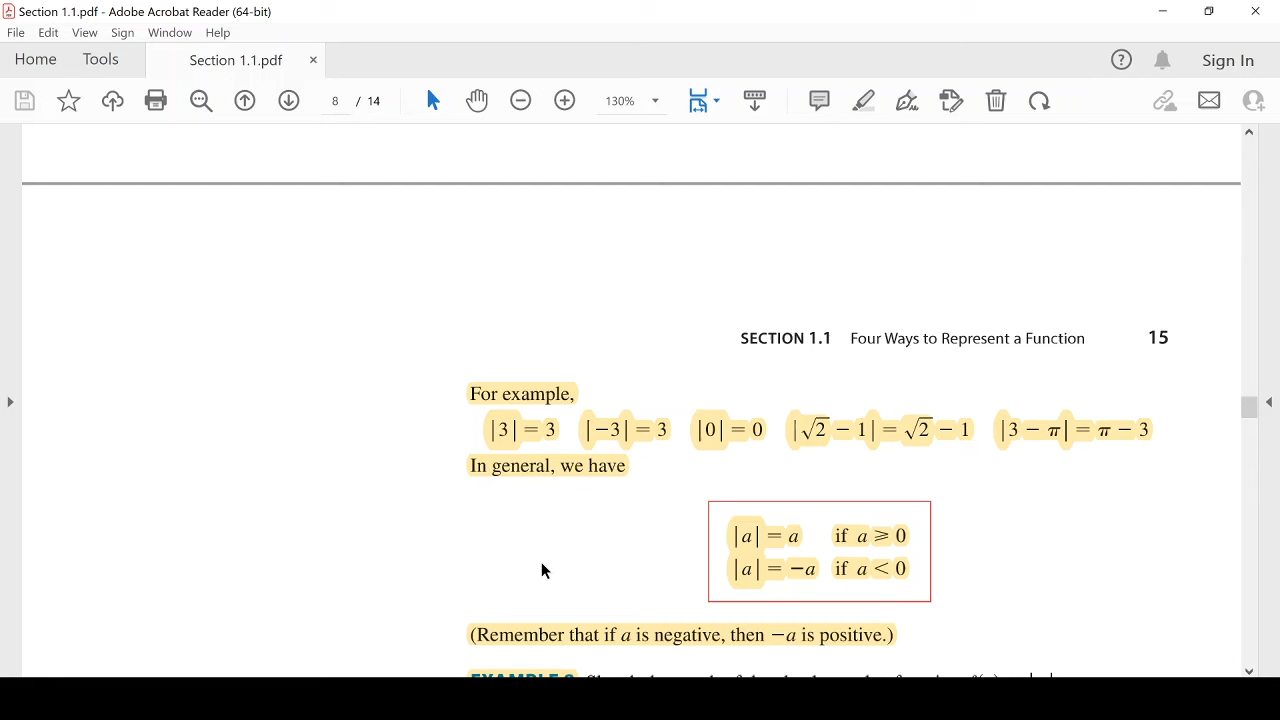 Section 1.1.pdf - Adobe Acrobat Reader (64-bit)
File Edit View Sign Window Help
Home Tools Section 1.1.pdf × Sign In
8 / 14 130%
SECTION 1.1 Four Ways to Represent a Function 15
For example,
|3| = 3 |−3| = 3 |0| = 0 |√2 − 1| = √2 − 1 |3 − π| = π − 3
In general, we have
|a| = a if a ⩾ 0
|a| = −a if a < 0
(Remember that if a is negative, then −a is positive.)